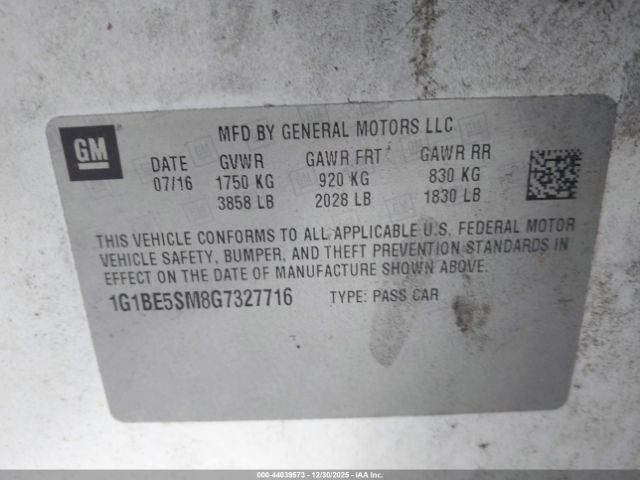 GM
MFD BY GENERAL MOTORS LLC
DATE GVWR GAWR FRT GAWR RR
07/16 1750 KG 920 KG 830 KG
3858 LB 2028 LB 1830 LB
THIS VEHICLE CONFORMS TO ALL APPLICABLE U.S. FEDERAL MOTOR
VEHICLE SAFETY, BUMPER, AND THEFT PREVENTION STANDARDS IN
EFFECT ON THE DATE OF MANUFACTURE SHOWN ABOVE.
1G1BE5SM8G7327716 TYPE: PASS CAR
000-44039573 - 12/30/2025 - IAA Inc.